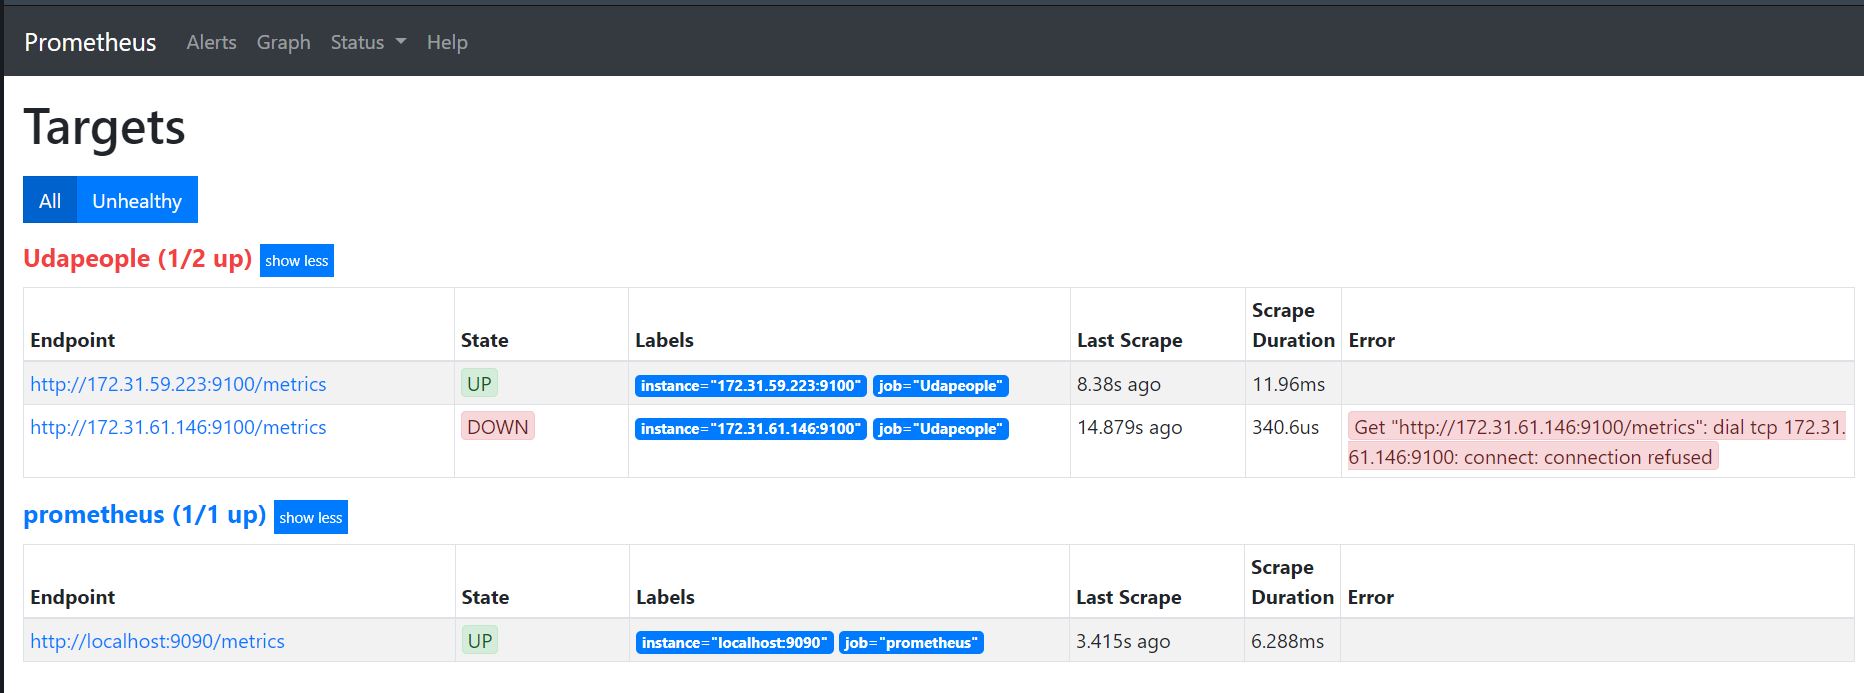 Prometheus Alerts Graph Status Help
Targets
All Unhealthy
Udapeople (1/2 up) show less
Endpoint State Labels Last Scrape Scrape Duration Error
http://172.31.59.223:9100/metrics UP instance="172.31.59.223:9100" job="Udapeople" 8.38s ago 11.96ms
http://172.31.61.146:9100/metrics DOWN instance="172.31.61.146:9100" job="Udapeople" 14.879s ago 340.6us Get "http://172.31.61.146:9100/metrics": dial tcp 172.31.
61.146:9100: connect: connection refused
prometheus (1/1 up) show less
Endpoint State Labels Last Scrape Scrape Duration Error
http://localhost:9090/metrics UP instance="localhost:9090" job="prometheus" 3.415s ago 6.288ms